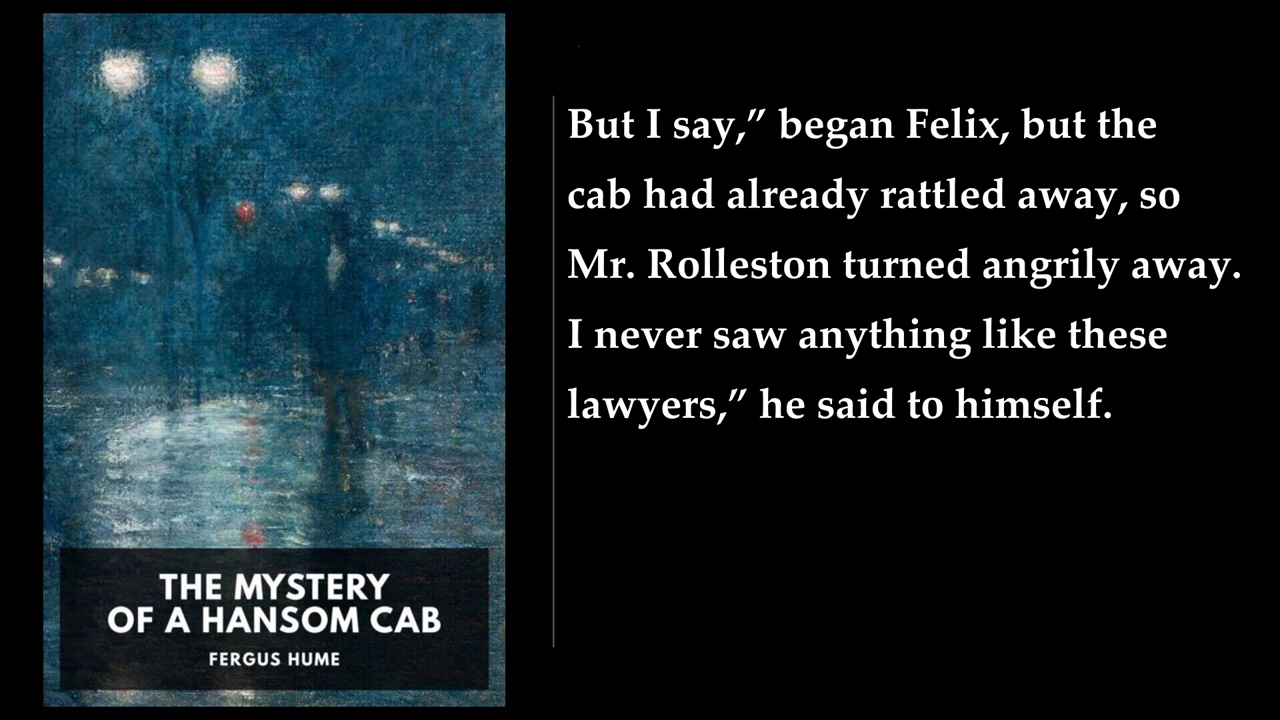 But I say,” began Felix, but the
cab had already rattled away, so
Mr. Rolleston turned angrily away.
I never saw anything like these
lawyers,” he said to himself.
THE MYSTERY
OF A HANSOM CAB
FERGUS HUME